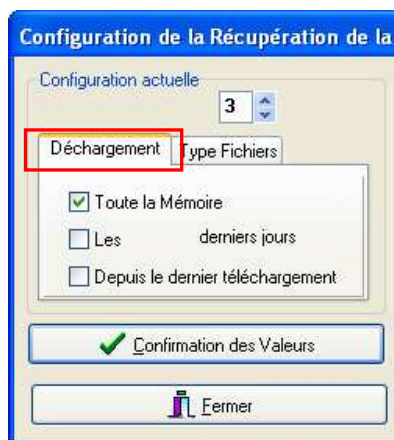 Configuration de la Récupération de la
Configuration actuelle
3
Déchargement Type Fichiers
Toute la Mémoire
Les derniers jours
Depuis le dernier téléchargement
Confirmation des Valeurs
Fermer